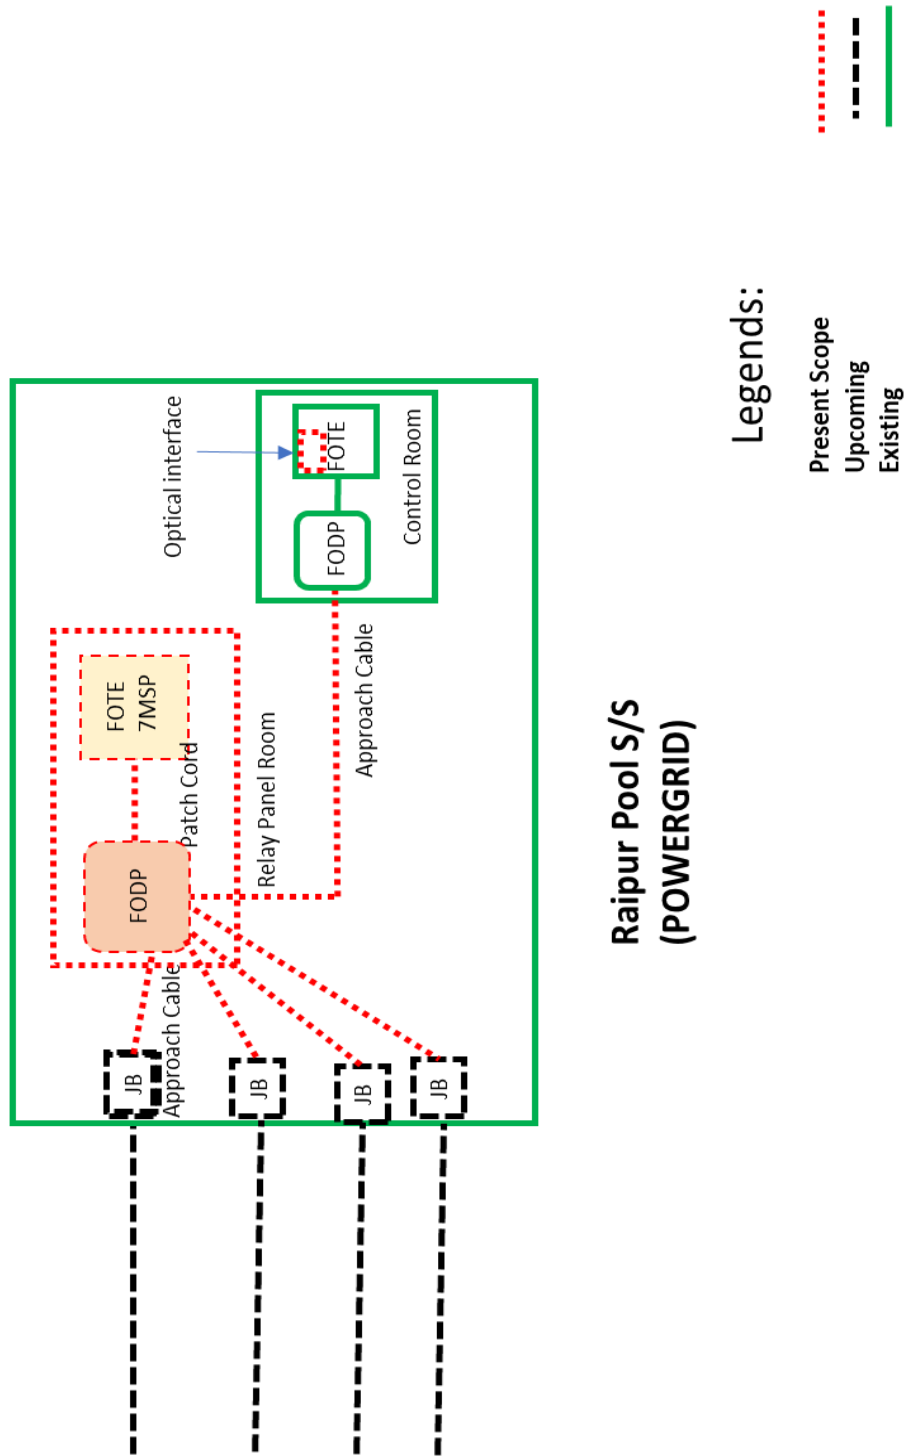 Optical interface
FOTE
7MSP
Patch Cord
FODP
Relay Panel Room
FOTE
FODP
Control Room
Approach Cable
Approach Cable
JB
JB
JB
JB
Raipur Pool S/S
(POWERGRID)
Legends:
Present Scope
Upcoming
Existing